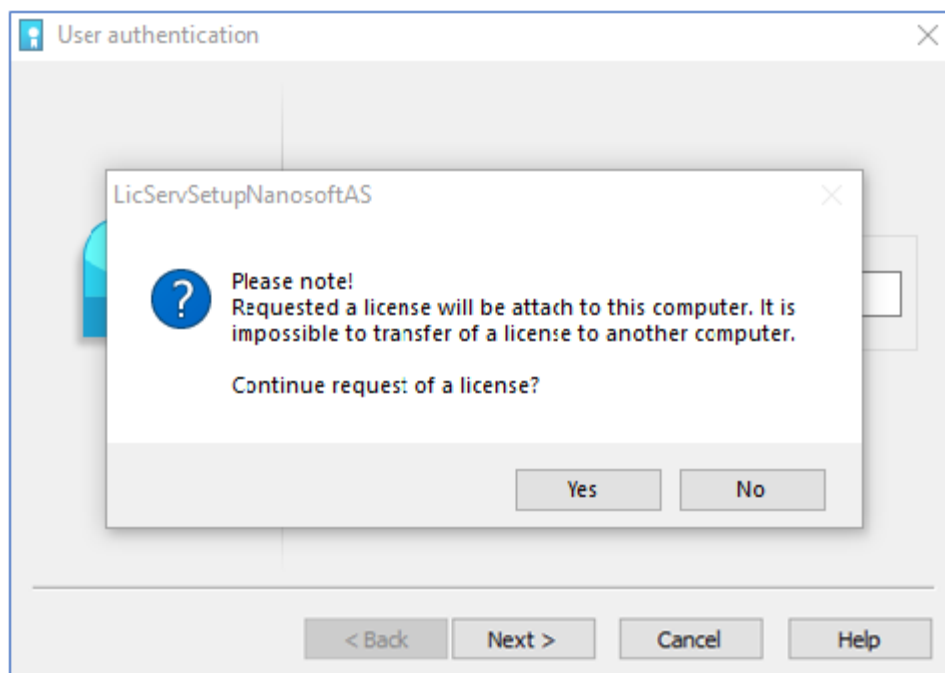 User authentication
LicServSetupNanosoftAS
Please note!
Requested a license will be attach to this computer. It is
impossible to transfer of a license to another computer.
Continue request of a license?
Yes
No
< Back
Next >
Cancel
Help